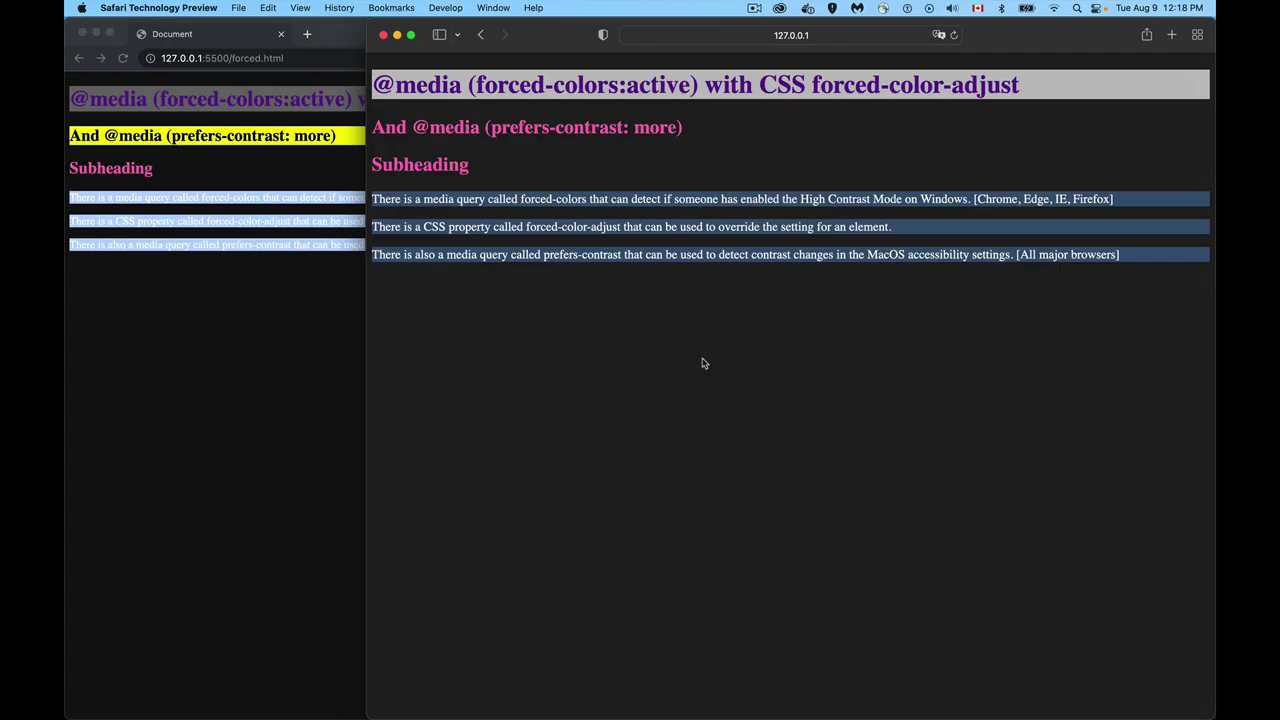 Safari Technology Preview File Edit View History Bookmarks Develop Window Help Tue Aug 9 12:18 PM
Document
127.0.0.1:5500/forced.html
@media (forced-colors:active) w
And @media (prefers-contrast: more)
Subheading
There is a media query called forced-colors that can detect if some
There is a CSS property called forced-color-adjust that can be used
There is also a media query called prefers-contrast that can be used
127.0.0.1
@media (forced-colors:active) with CSS forced-color-adjust
And @media (prefers-contrast: more)
Subheading
There is a media query called forced-colors that can detect if someone has enabled the High Contrast Mode on Windows. [Chrome, Edge, IE, Firefox]
There is a CSS property called forced-color-adjust that can be used to override the setting for an element.
There is also a media query called prefers-contrast that can be used to detect contrast changes in the MacOS accessibility settings. [All major browsers]